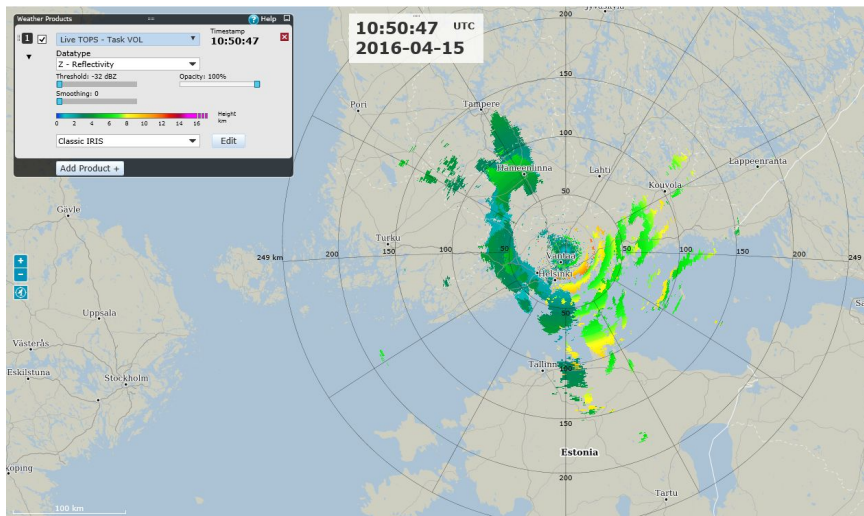 Weather Products
? Help
1
Live TOPS - Task VOL
Timestamp
10:50:47
Datatype
Z - Reflectivity
Threshold: -32 dBZ
Opacity: 100%
Smoothing: 0
Height
km
0 2 4 6 8 10 12 14 16
Classic IRIS
Edit
Add Product +
10:50:47 UTC
2016-04-15
200
150
100
50
Pori
Tampere
Hämeenlinna
Lahti
Kouvola
Lappeenranta
Gävle
Turku
249 km
200
150
100
50
50
100
150
200
249
Vantaa
Helsinki
+
−
Uppsala
Västerås
Eskilstuna
Stockholm
50
Tallinn
100
150
Estonia
200
Tartu
köping
100 km